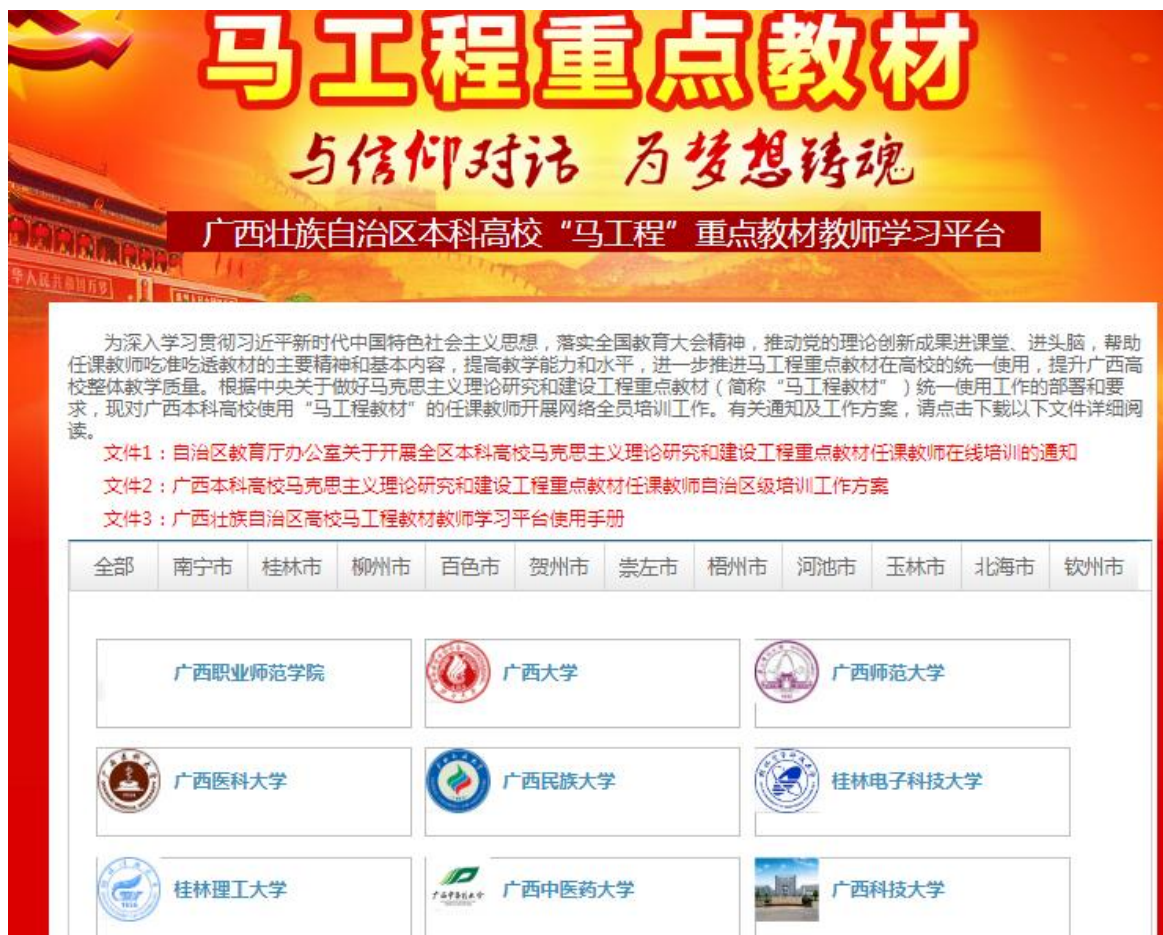 马工程重点教材
与信仰对话 为梦想铸魂
广西壮族自治区本科高校“马工程”重点教材教师学习平台
华人民共和国万岁
为深入学习贯彻习近平新时代中国特色社会主义思想，落实全国教育大会精神，推动党的理论创新成果进课堂、进头脑，帮助
任课教师吃准吃透教材的主要精神和基本内容，提高教学能力和水平，进一步推进马工程重点教材在高校的统一使用，提升广西高
校整体教学质量。根据中央关于做好马克思主义理论研究和建设工程重点教材（简称“马工程教材”）统一使用工作的部署和要
求，现对广西本科高校使用“马工程教材”的任课教师开展网络全员培训工作。有关通知及工作方案，请点击下载以下文件详细阅
读。
文件1：自治区教育厅办公室关于开展全区本科高校马克思主义理论研究和建设工程重点教材任课教师在线培训的通知
文件2：广西本科高校马克思主义理论研究和建设工程重点教材任课教师自治区级培训工作方案
文件3：广西壮族自治区高校马工程教材教师学习平台使用手册
全部 南宁市 桂林市 柳州市 百色市 贺州市 崇左市 梧州市 河池市 玉林市 北海市 钦州市
广西职业师范学院 广西大学 广西师范大学
广西医科大学 广西民族大学 桂林电子科技大学
桂林理工大学 广西中医药大学 广西科技大学